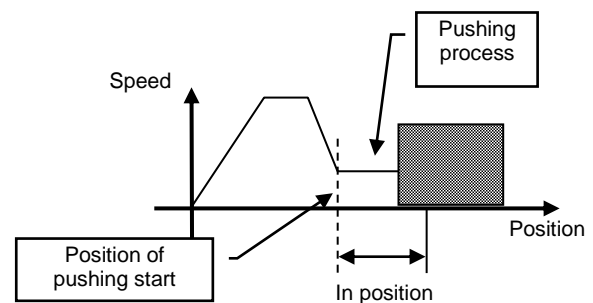 Pushing
process
Speed
Position
Position of
pushing start
In position